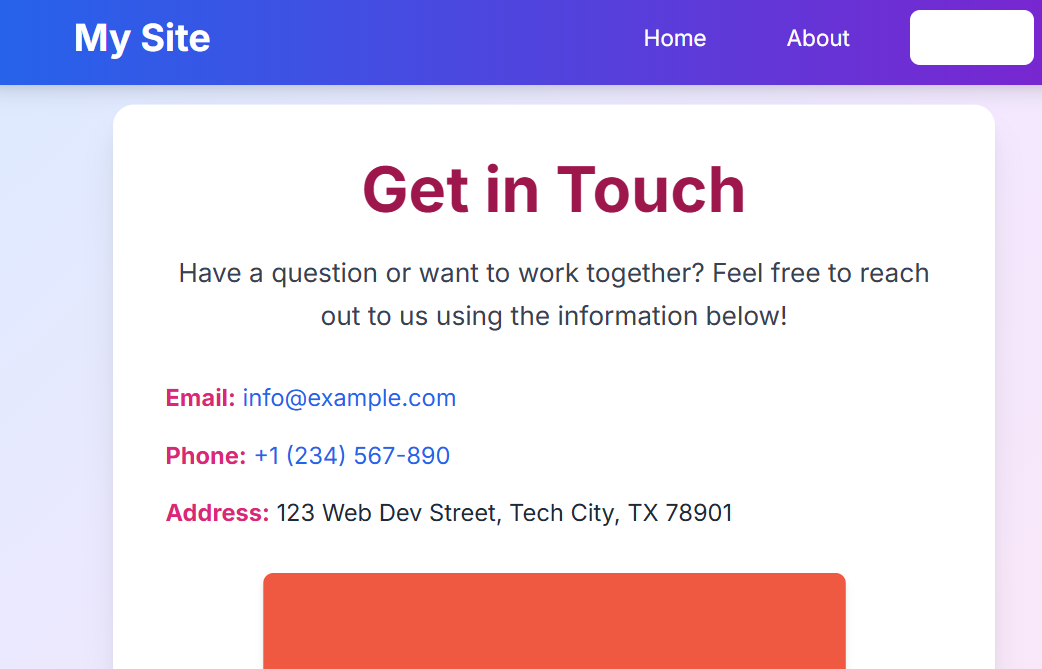 My Site
Home
About
Get in Touch
Have a question or want to work together? Feel free to reach
out to us using the information below!
Email: info@example.com
Phone: +1 (234) 567-890
Address: 123 Web Dev Street, Tech City, TX 78901